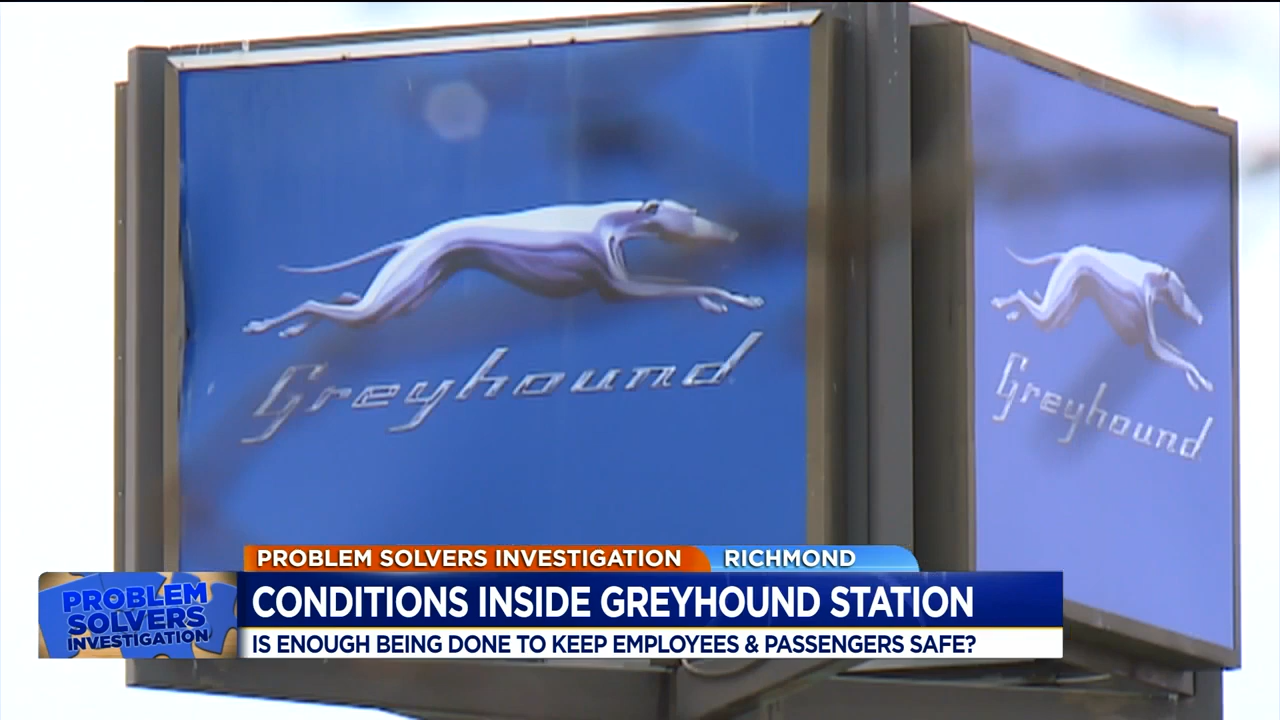 Greyhound
Greyhound
PROBLEM SOLVERS INVESTIGATION
RICHMOND
PROBLEM
SOLVERS
INVESTIGATION
CONDITIONS INSIDE GREYHOUND STATION
IS ENOUGH BEING DONE TO KEEP EMPLOYEES & PASSENGERS SAFE?